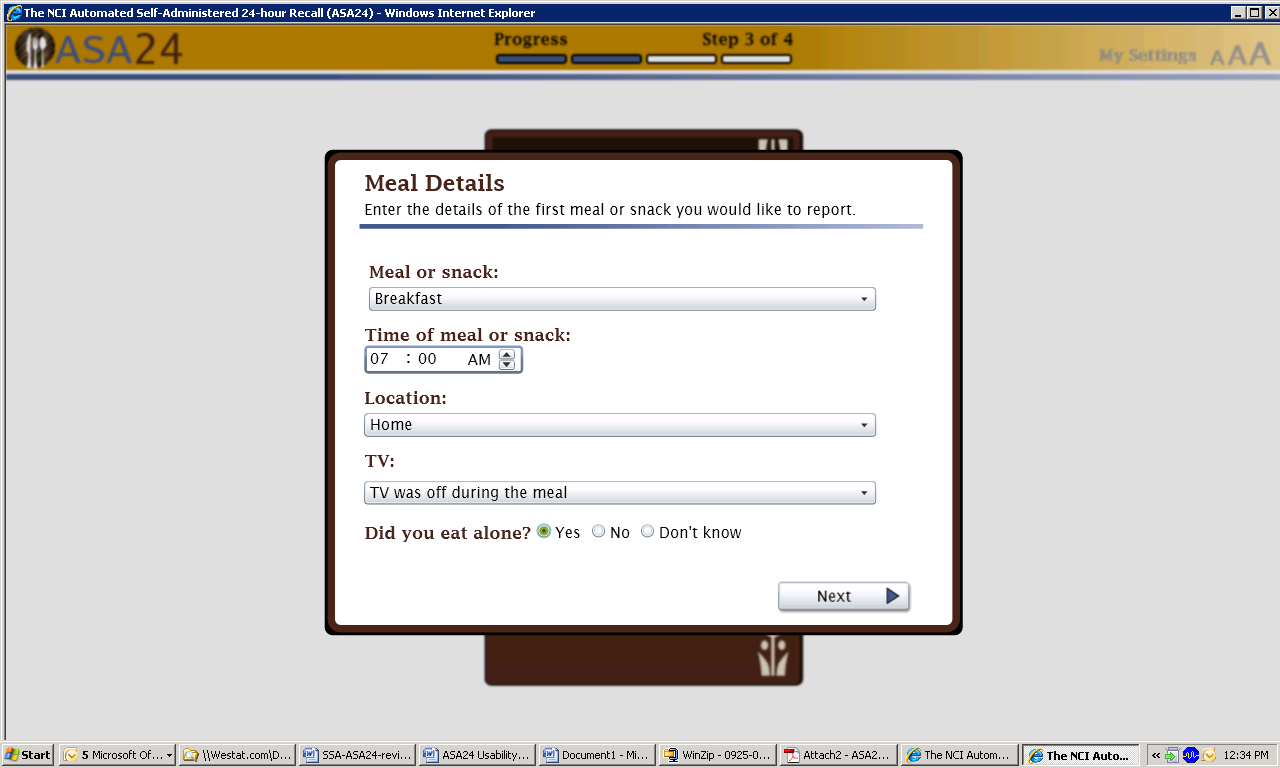 The NCI Automated Self-Administered 24-hour Recall (ASA24) - Windows Internet Explorer
ASA24
Progress
Step 3 of 4
My Settings A A A
Meal Details
Enter the details of the first meal or snack you would like to report.
Meal or snack:
Breakfast
Time of meal or snack:
07 : 00 AM
Location:
Home
TV:
TV was off during the meal
Did you eat alone? Yes No Don't know
Next
Start 5 Microsoft Of... \\Westat.com\D... SSA-ASA24-revi... ASA24 Usability... Document1 - Mi... WinZip - 0925-0... Attach2 - ASA2... The NCI Autom... The NCI Auto... « 12:34 PM